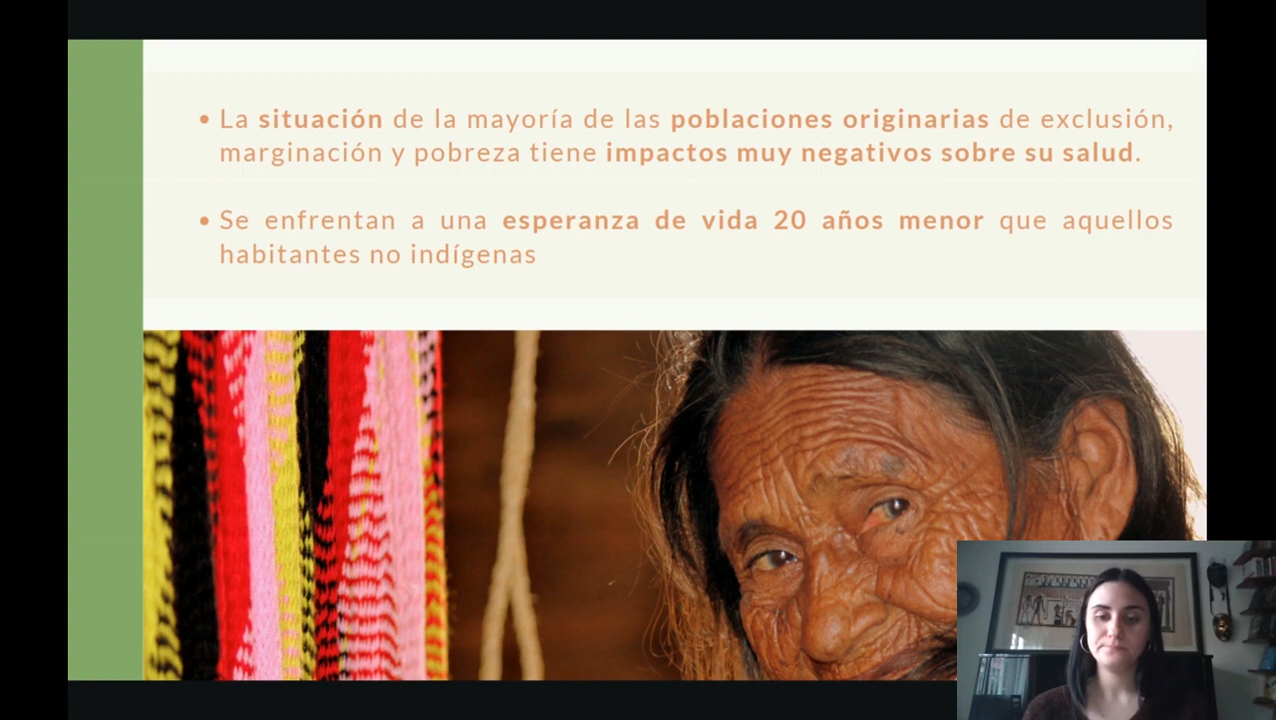 • La situación de la mayoría de las poblaciones originarias de exclusión,
marginación y pobreza tiene impactos muy negativos sobre su salud.
• Se enfrentan a una esperanza de vida 20 años menor que aquellos
habitantes no indígenas